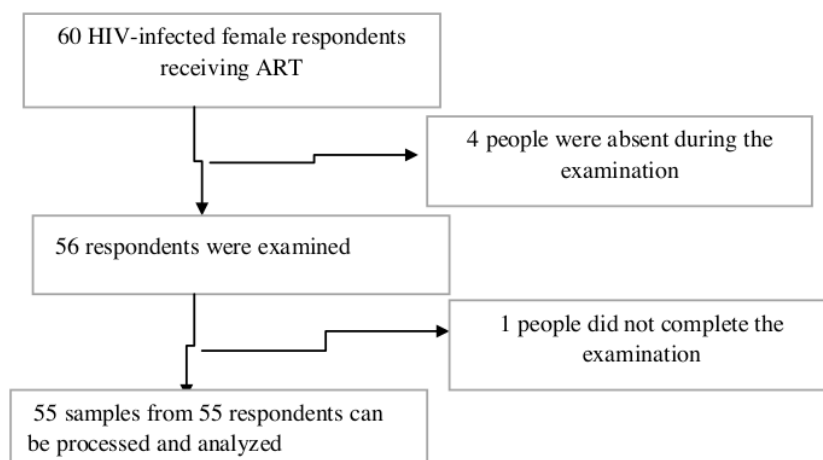 60 HIV-infected female respondents
receiving ART
4 people were absent during the
examination
56 respondents were examined
1 people did not complete the
examination
55 samples from 55 respondents can
be processed and analyzed